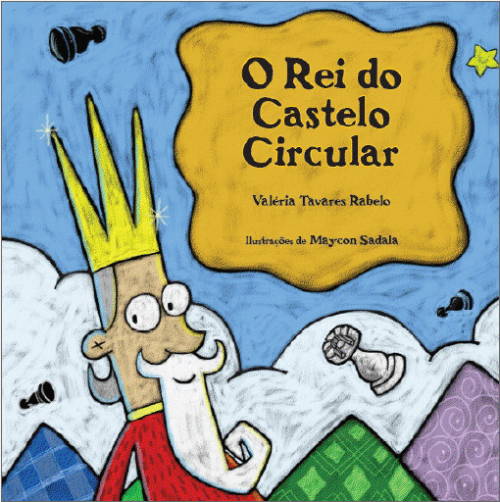 O Rei do
Castelo
Circular
Valéria Tavares Rabelo
Ilustrações de Maycon Sadala